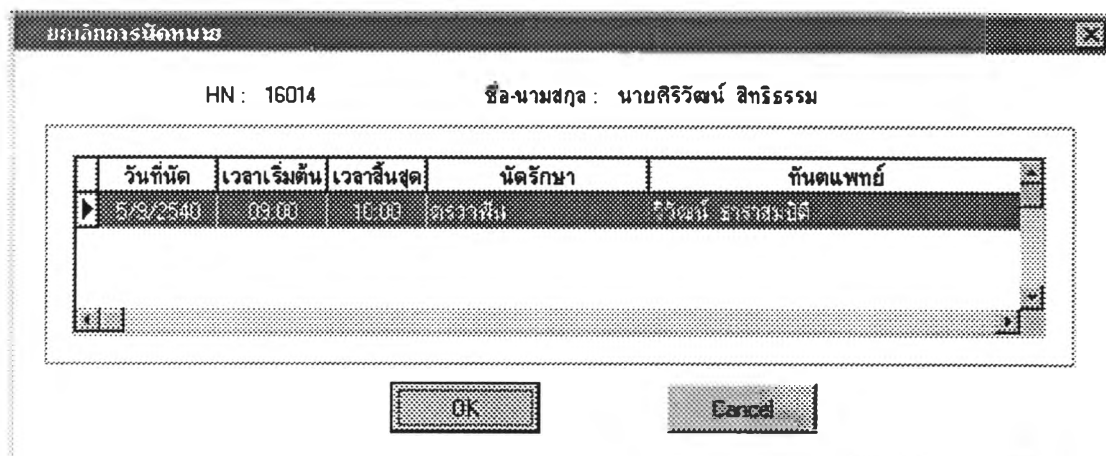 ยกเลิกการนัดหมาย
HN : 16014 ชื่อ-นามสกุล : นายศิริวัฒน์ สิทธิธรรม
วันที่นัด เวลาเริ่มต้น เวลาสิ้นสุด นัดรักษา ทันตแพทย์
5/9/2540 09:00 10:00 ตรวจฟัน
OK Cancel